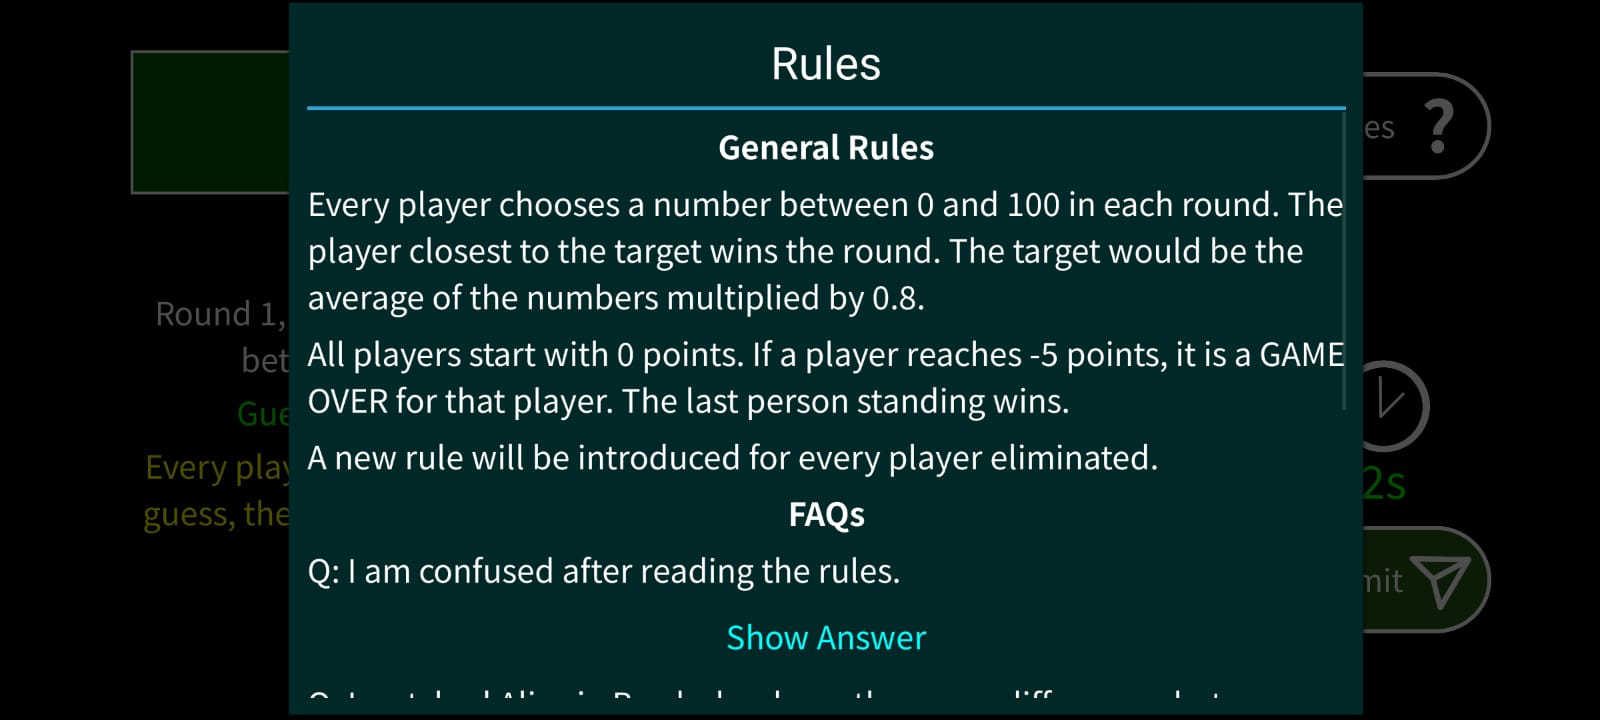 Rules
General Rules
Every player chooses a number between 0 and 100 in each round. The
player closest to the target wins the round. The target would be the
average of the numbers multiplied by 0.8.
All players start with 0 points. If a player reaches -5 points, it is a GAME
OVER for that player. The last person standing wins.
A new rule will be introduced for every player eliminated.
FAQs
Q: I am confused after reading the rules.
Show Answer
es ?
Round 1,
bet
Gue
Every play
guess, the
2s
mit